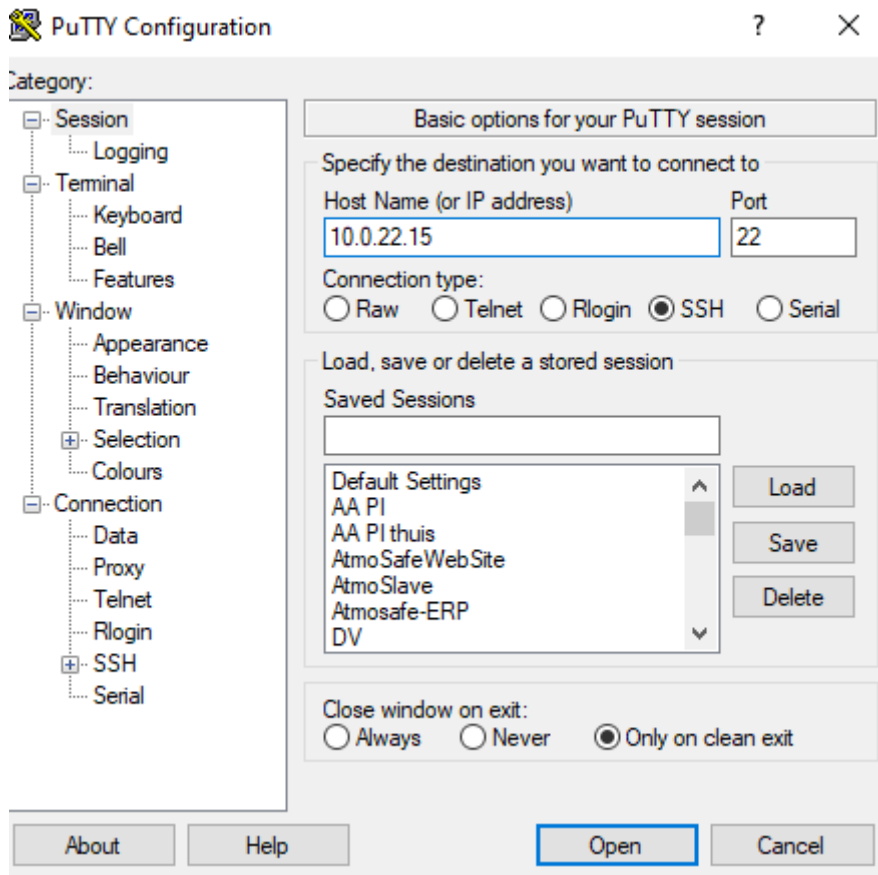 PuTTY Configuration
?
Category:
Session
Logging
Terminal
Keyboard
Bell
Features
Window
Appearance
Behaviour
Translation
Selection
Colours
Connection
Data
Proxy
Telnet
Rlogin
SSH
Serial
Basic options for your PuTTY session
Specify the destination you want to connect to
Host Name (or IP address) Port
10.0.22.15 22
Connection type:
Raw Telnet Rlogin SSH Serial
Load, save or delete a stored session
Saved Sessions
Default Settings
AA PI
AA PI thuis
AtmoSafeWebSite
AtmoSlave
Atmosafe-ERP
DV
Load
Save
Delete
Close window on exit:
Always Never Only on clean exit
About Help Open Cancel